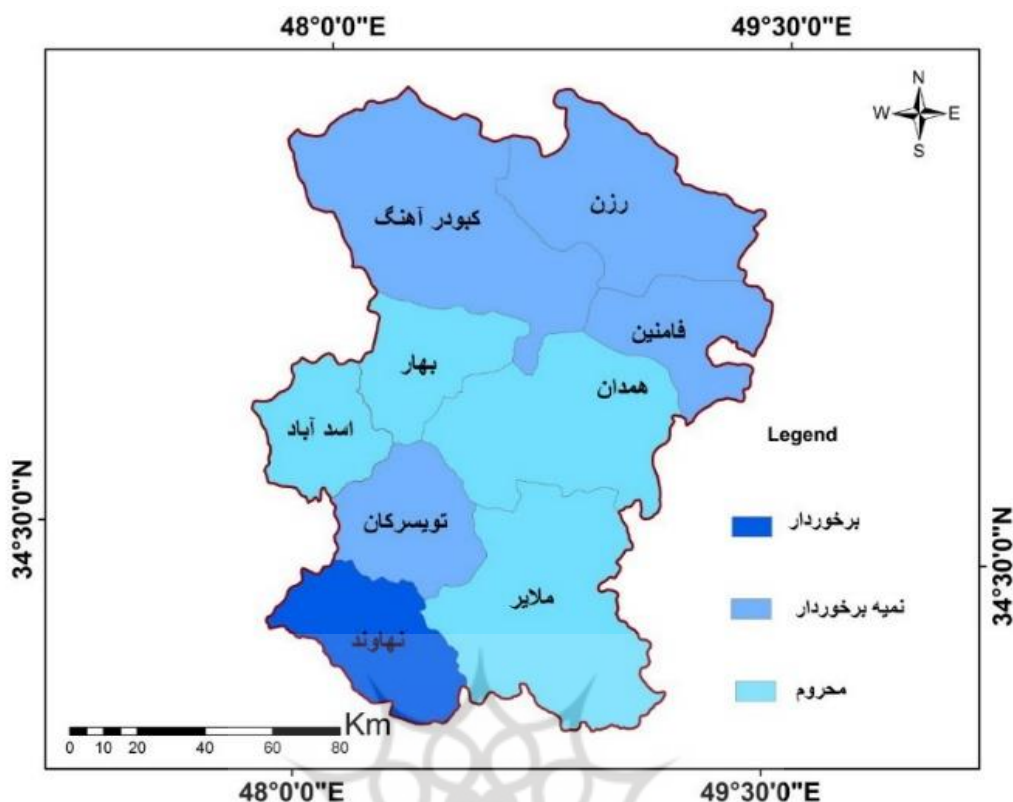 48°0'0"E 49°30'0"E
N
W E
S
رزن
کبودر آهنگ
فامنین
بهار
همدان
اسد آباد
Legend
تویسرکان
برخوردار
34°30'0"N
34°30'0"N
ملایر
نمیه برخوردار
نهاوند
محروم
Km
0 10 20 40 60 80
48°0'0"E 49°30'0"E